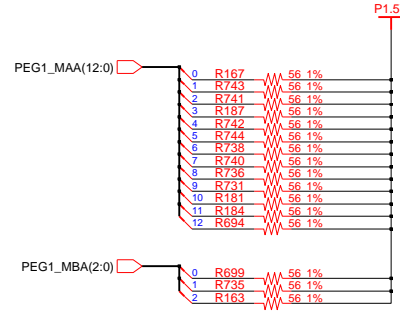 P1.5
PEG1_MAA(12:0)
0 R167 56 1%
1 R743 56 1%
2 R741 56 1%
3 R187 56 1%
4 R742 56 1%
5 R744 56 1%
6 R738 56 1%
7 R740 56 1%
8 R736 56 1%
9 R731 56 1%
10 R181 56 1%
11 R184 56 1%
12 R694 56 1%
PEG1_MBA(2:0)
0 R699 56 1%
1 R735 56 1%
2 R163 56 1%